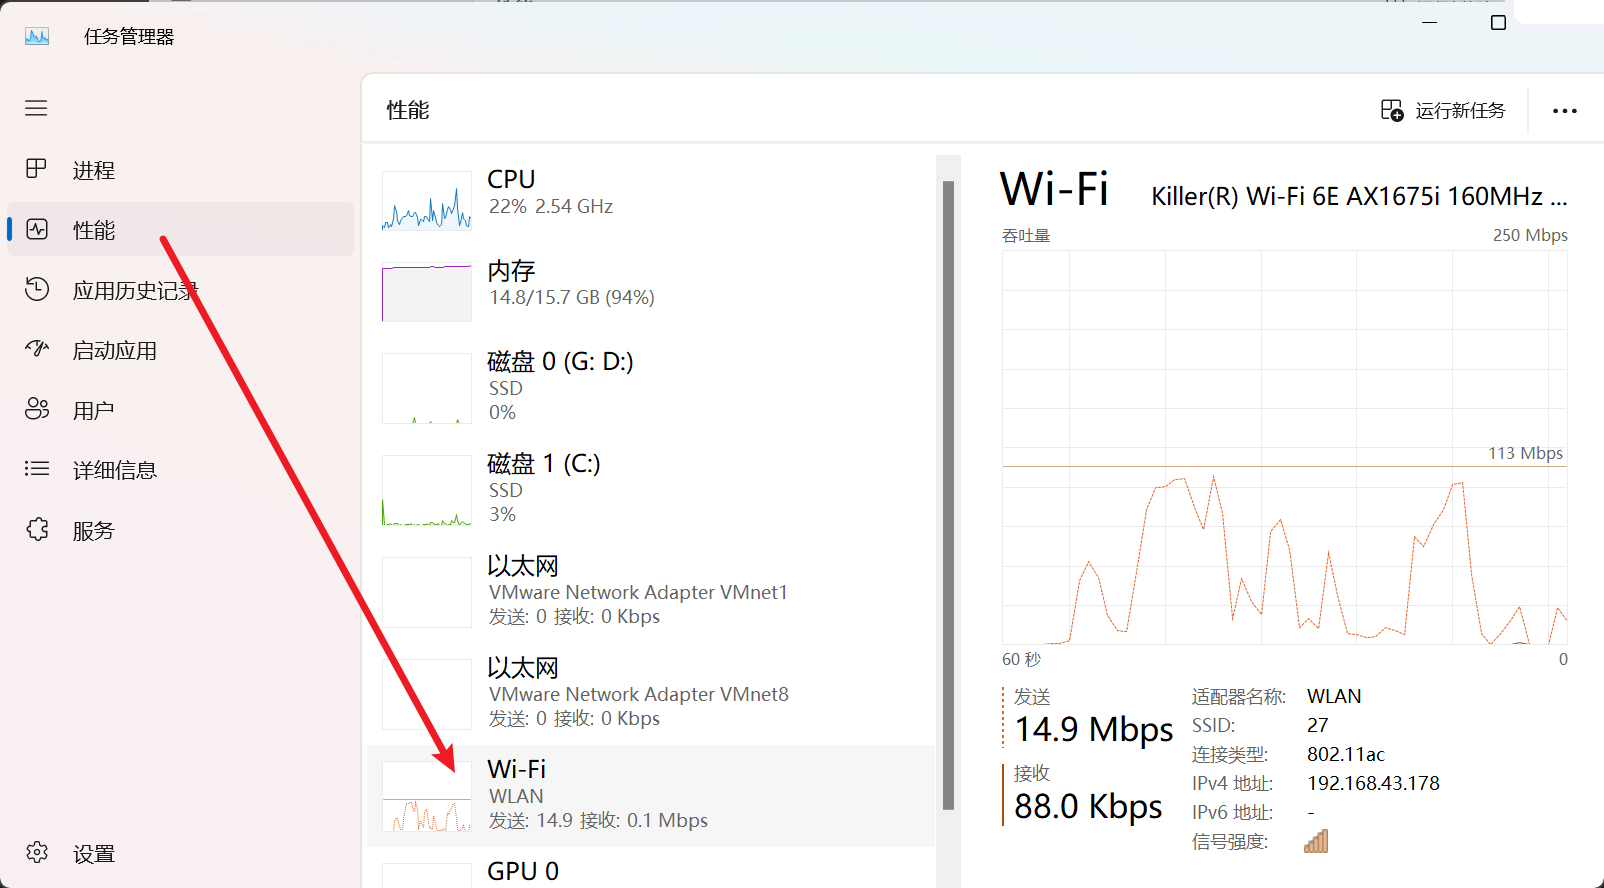 任务管理器
性能
运行新任务
进程
性能
应用历史记录
启动应用
用户
详细信息
服务
设置
CPU
22% 2.54 GHz
内存
14.8/15.7 GB (94%)
磁盘 0 (G: D:)
SSD
0%
磁盘 1 (C:)
SSD
3%
以太网
VMware Network Adapter VMnet1
发送: 0 接收: 0 Kbps
以太网
VMware Network Adapter VMnet8
发送: 0 接收: 0 Kbps
Wi-Fi
WLAN
发送: 14.9 接收: 0.1 Mbps
GPU 0
Wi-Fi
Killer(R) Wi-Fi 6E AX1675i 160MHz ...
吞吐量
250 Mbps
113 Mbps
60 秒
0
发送
14.9 Mbps
接收
88.0 Kbps
适配器名称: WLAN
SSID: 27
连接类型: 802.11ac
IPv4 地址: 192.168.43.178
IPv6 地址: -
信号强度: